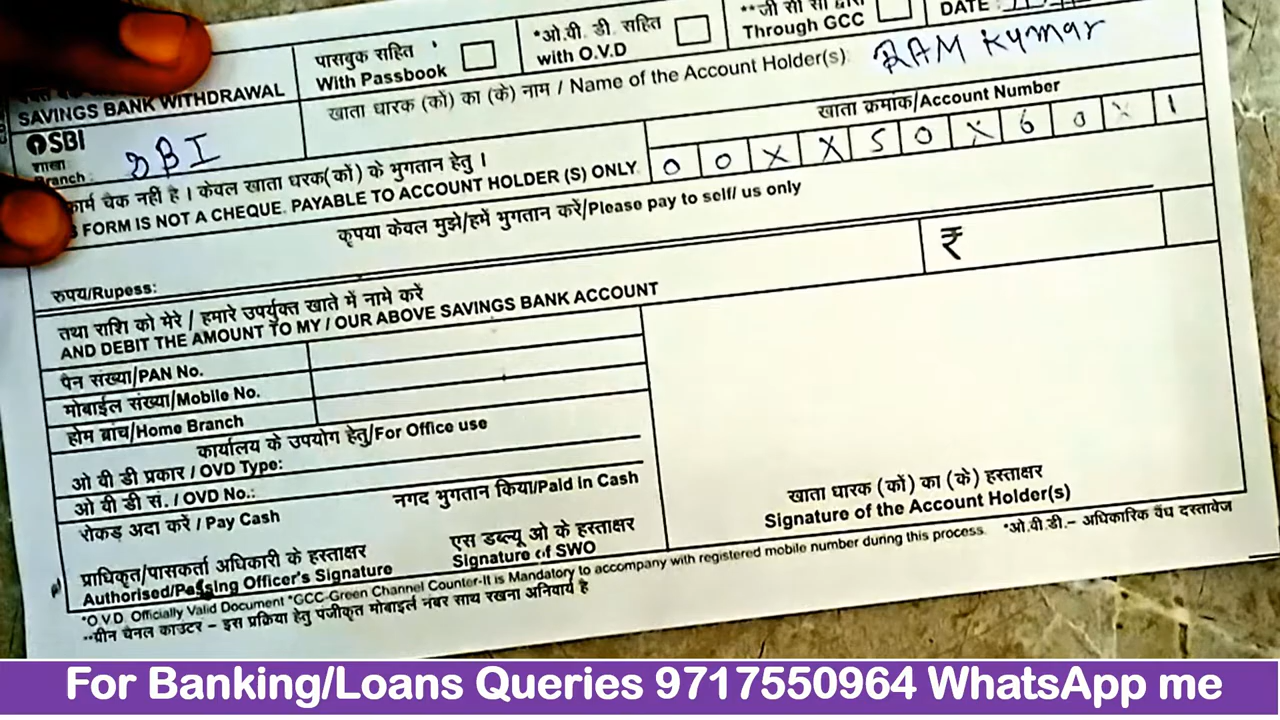 पासबुक सहित
With Passbook
*ओ.वी. डी. सहित
with O.V.D
Through GCC
DATE :
SAVINGS BANK WITHDRAWAL
खाता धारक (कों) का (के) नाम / Name of the Account Holder(s): RAM Kumar
SBI
शाखा
Branch : SBI
खाता क्रमांक/Account Number
0 0 X X 5 0 X 6 0 X 1
फार्म चैक नहीं है । केवल खाता धरक(कों) के भुगतान हेतु ।
FORM IS NOT A CHEQUE. PAYABLE TO ACCOUNT HOLDER (S) ONLY
कृपया केवल मुझे/हमें भुगतान करें/Please pay to self/ us only
रुपय/Rupess:
₹
तथा राशि को मेरे / हमारे उपर्युक्त खाते में नामे करें
AND DEBIT THE AMOUNT TO MY / OUR ABOVE SAVINGS BANK ACCOUNT
पैन संख्या/PAN No.
मोबाईल संख्या/Mobile No.
होम ब्रांच/Home Branch
कार्यालय के उपयोग हेतु/For Office use
ओ वी डी प्रकार / OVD Type:
ओ वी डी सं. / OVD No.:
रोकड़ अदा करें / Pay Cash
नगद भुगतान किया/Paid in Cash
प्राधिकृत/पासकर्ता अधिकारी के हस्ताक्षर
Authorised/Passing Officer's Signature
एस डब्ल्यू ओ के हस्ताक्षर
Signature of SWO
खाता धारक (कों) का (के) हस्ताक्षर
Signature of the Account Holder(s)
*O.V.D. Officially Valid Document *GCC-Green Channel Counter-It is Mandatory to accompany with registered mobile number during this process. *ओ.वी.डी.– अधिकारिक वैध दस्तावेज
**ग्रीन चैनल काउंटर – इस प्रक्रिया हेतु पंजीकृत मोबाईल नंबर साथ रखना अनिवार्य है
For Banking/Loans Queries 9717550964 WhatsApp me